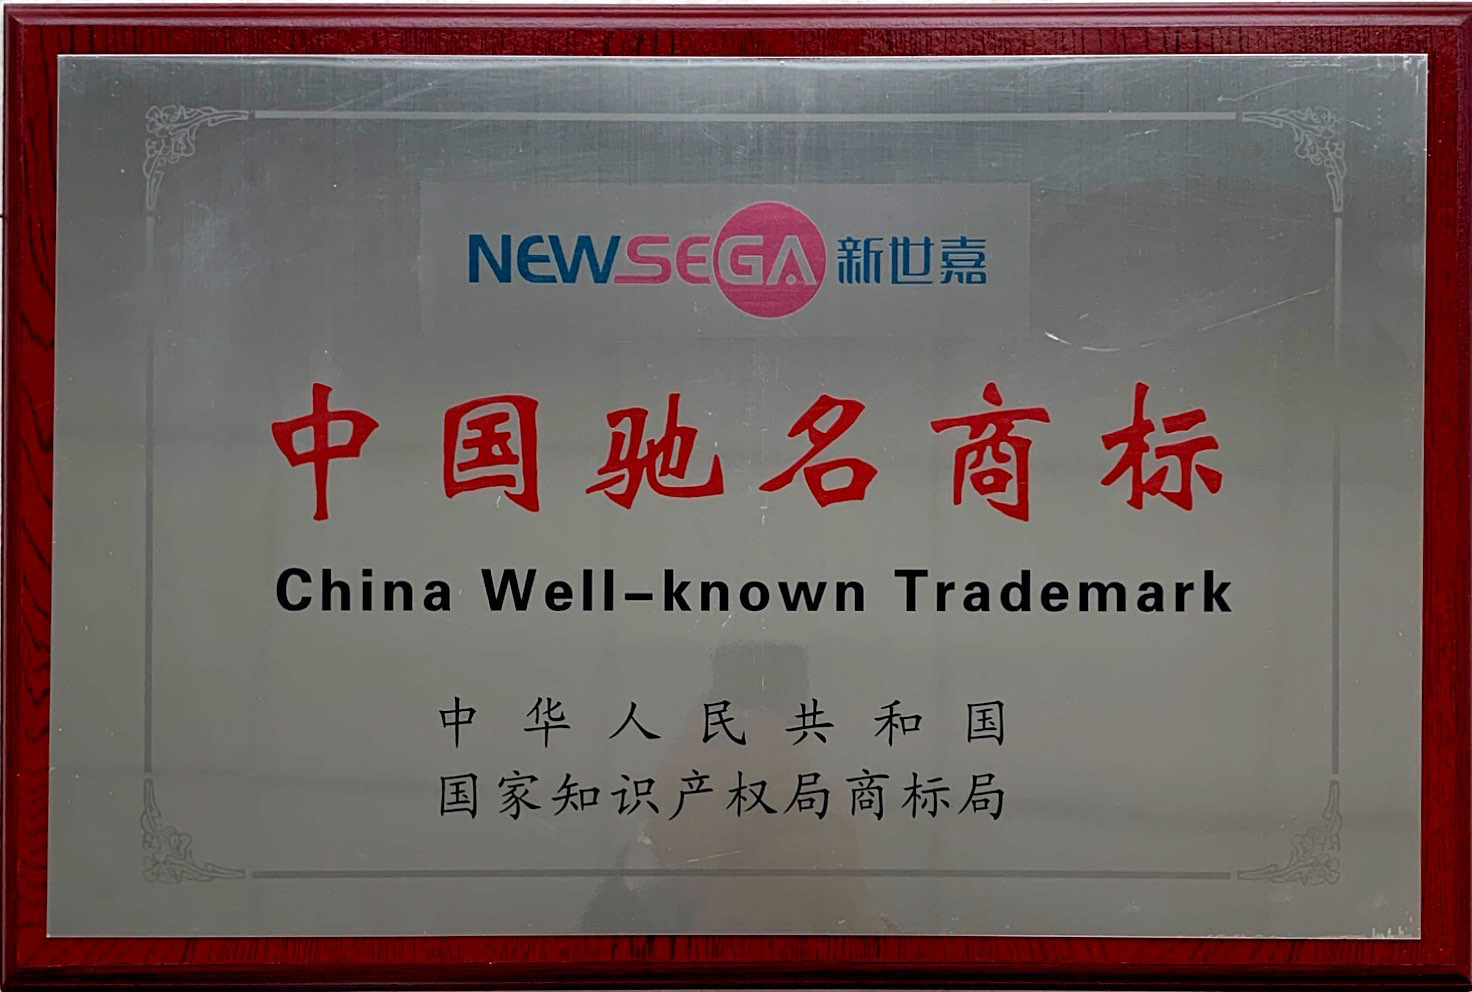 NEWSEGA 新世嘉
中国驰名商标
China Well-known Trademark
中华人民共和国
国家知识产权局商标局